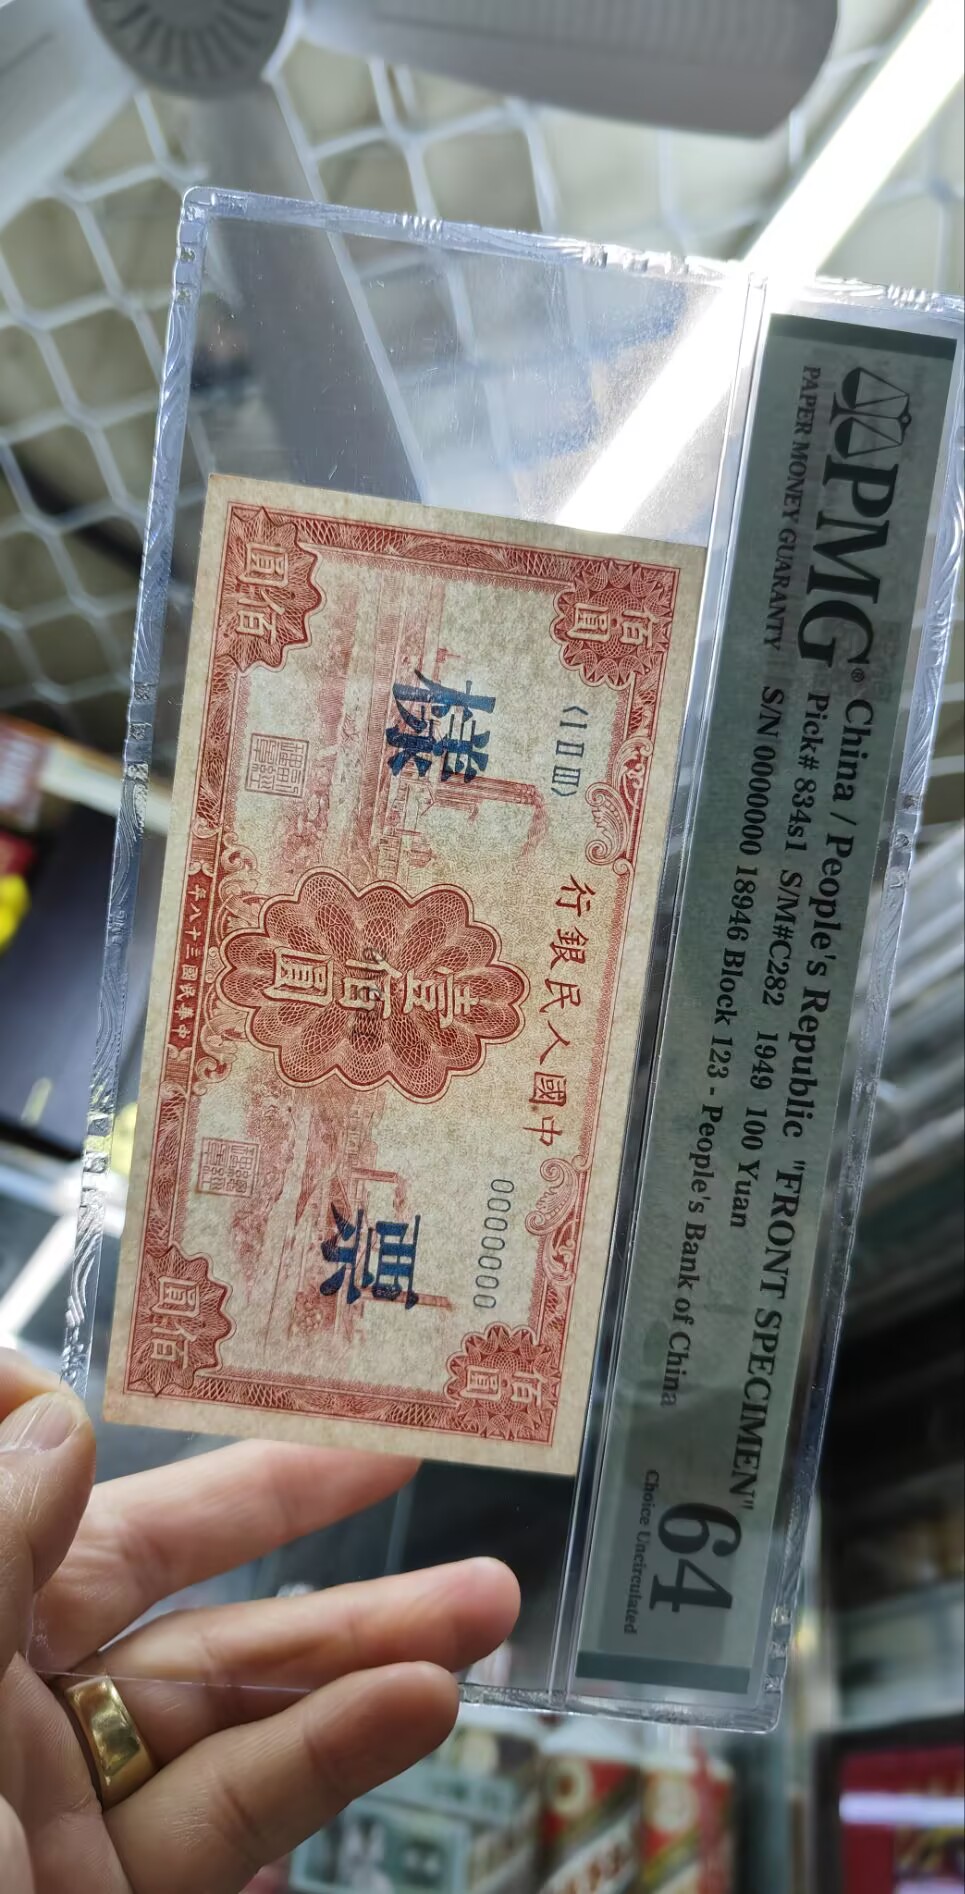 PMG®
PAPER MONEY GUARANTY
China / People's Republic "FRONT SPECIMEN"
Pick# 834s1 S/M#C282 1949 100 Yuan
S/N 0000000 18946 Block 123 - People's Bank of China
64
Choice Uncirculated
中國人民銀行
〈ⅠⅡⅢ〉
0000000
佰圓
佰圓
樣票
壹佰圓
佰圓
佰圓
中華民國三十八年